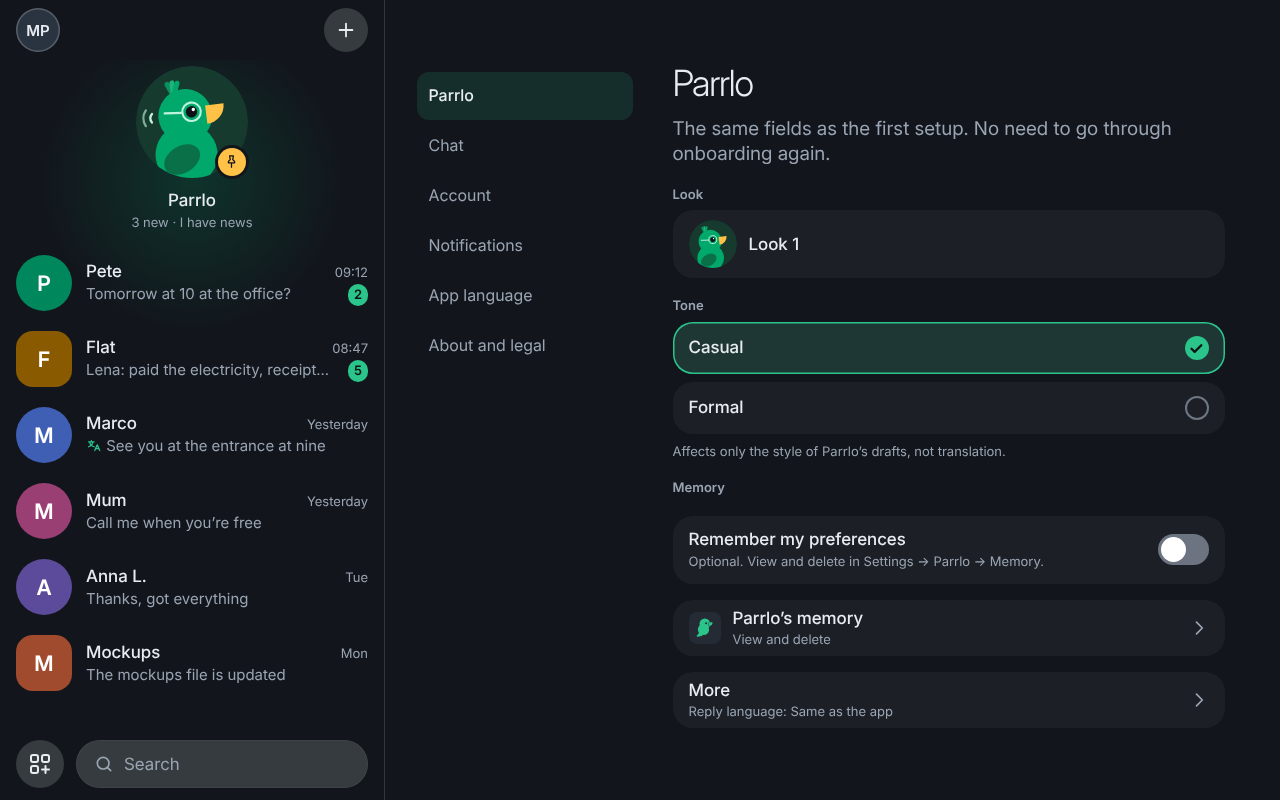 MP
Parrlo
3 new · I have news
P
Pete
09:12
Tomorrow at 10 at the office?
2
F
Flat
08:47
Lena: paid the electricity, receipt…
5
M
Marco
Yesterday
See you at the entrance at nine
M
Mum
Yesterday
Call me when you’re free
A
Anna L.
Tue
Thanks, got everything
M
Mockups
Mon
The mockups file is updated
Search
Parrlo
Chat
Account
Notifications
App language
About and legal
Parrlo
The same fields as the first setup. No need to go through
onboarding again.
Look
Look 1
Tone
Casual
Formal
Affects only the style of Parrlo’s drafts, not translation.
Memory
Remember my preferences
Optional. View and delete in Settings → Parrlo → Memory.
Parrlo’s memory
View and delete
More
Reply language: Same as the app